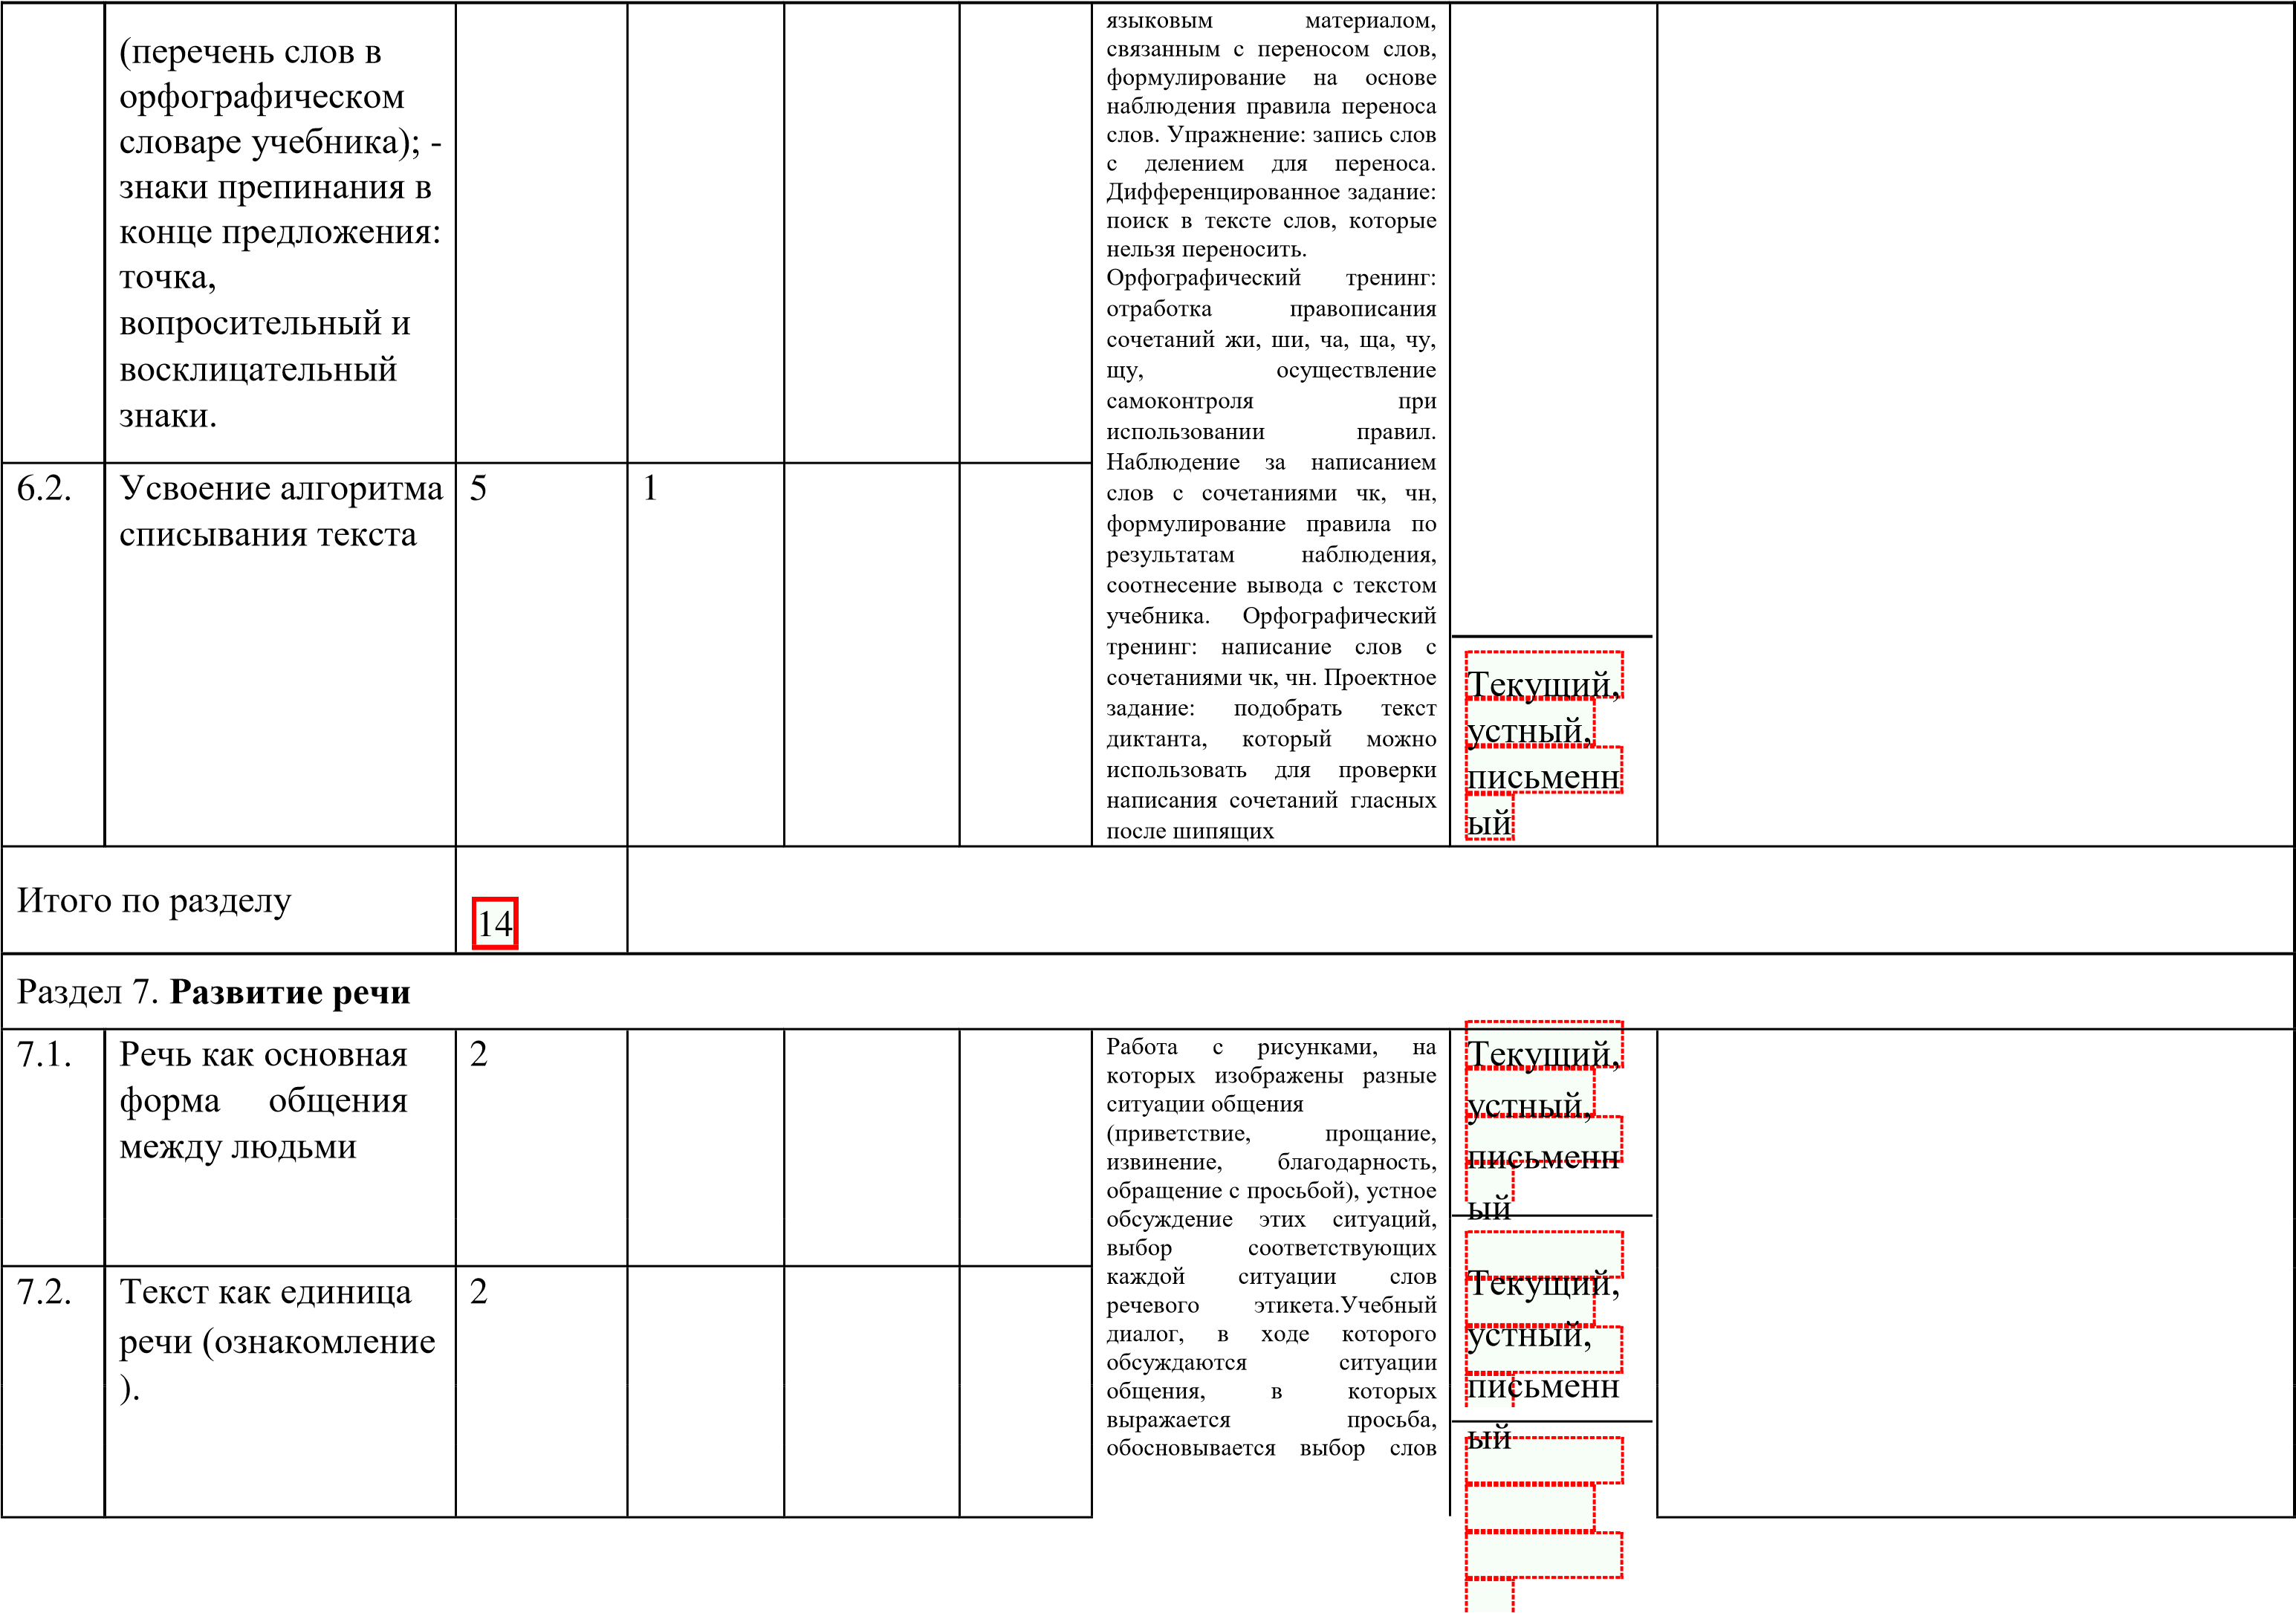 (перечень слов в
орфографическом
словаре учебника); -
знаки препинания в
конце предложения:
точка,
вопросительный и
восклицательный
знаки.
языковым материалом,
связанным с переносом слов,
формулирование на основе
наблюдения правила переноса
слов. Упражнение: запись слов
с делением для переноса.
Дифференцированное задание:
поиск в тексте слов, которые
нельзя переносить.
Орфографический тренинг:
отработка правописания
сочетаний жи, ши, ча, ща, чу,
щу, осуществление
самоконтроля при
использовании правил.
Наблюдение за написанием
слов с сочетаниями чк, чн,
формулирование правила по
результатам наблюдения,
соотнесение вывода с текстом
учебника. Орфографический
тренинг: написание слов с
сочетаниями чк, чн. Проектное
задание: подобрать текст
диктанта, который можно
использовать для проверки
написания сочетаний гласных
после шипящих
6.2.
Усвоение алгоритма
списывания текста
5
1
Текущий,
устный,
письменн
ый
Итого по разделу
14
Раздел 7. Развитие речи
7.1.
Речь как основная
форма общения
между людьми
2
Работа с рисунками, на
которых изображены разные
ситуации общения
(приветствие, прощание,
извинение, благодарность,
обращение с просьбой), устное
обсуждение этих ситуаций,
выбор соответствующих
каждой ситуации слов
речевого этикета.Учебный
диалог, в ходе которого
обсуждаются ситуации
общения, в которых
выражается просьба,
обосновывается выбор слов
Текущий,
устный,
письменн
ый
7.2.
Текст как единица
речи (ознакомление
).
2
Текущий,
устный,
письменн
ый